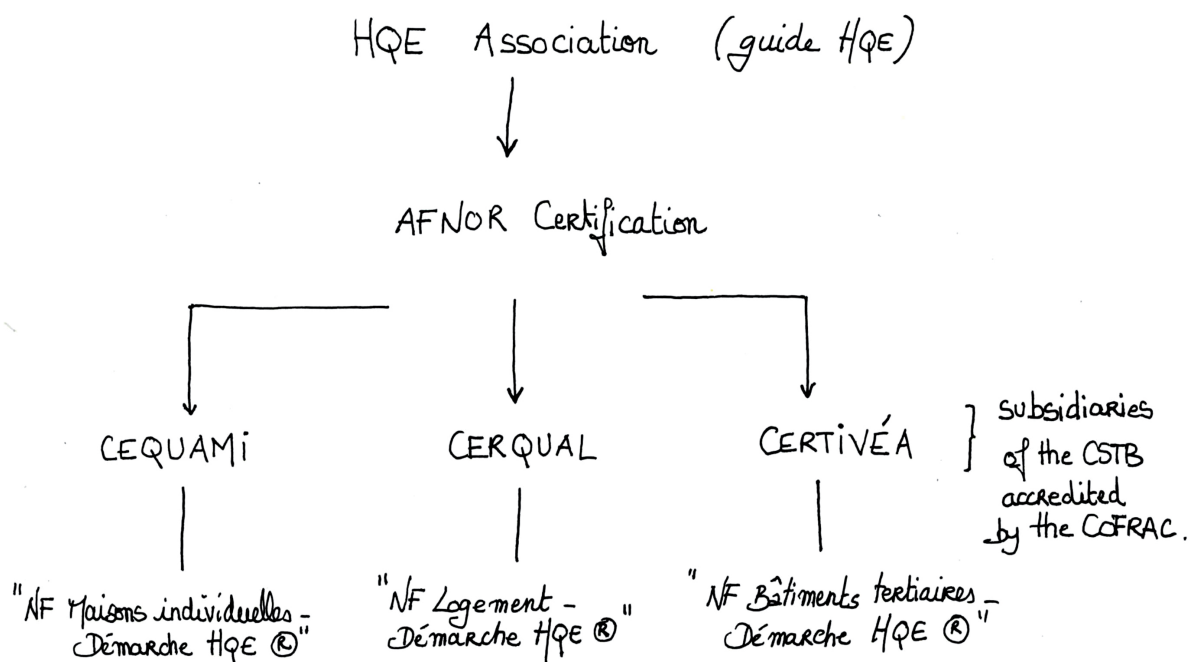 HQE Association (guide HQE)
AFNOR Certification
CEQUAMi
CERQUAL
CERTiVÉA
} subsidiaries
of the CSTB
accredited
by the COFRAC.
"NF Maisons individuelles -
Démarche HQE ®"
"NF Logement -
Démarche HQE ®"
"NF Bâtiments tertiaires -
Démarche HQE ®"